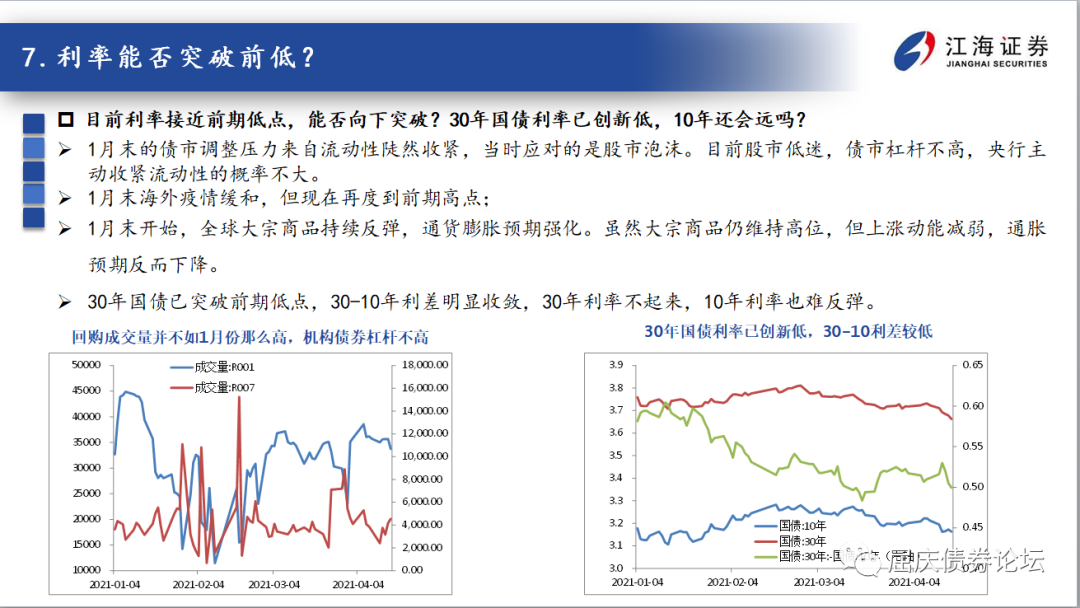 7. 利率能否突破前低？
江海证券
JIANGHAI SECURITIES
目前利率接近前期低点，能否向下突破？30年国债利率已创新低，10年还会远吗？
1月末的债市调整压力来自流动性陡然收紧，当时应对的是股市泡沫。目前股市低迷，债市杠杆不高，央行主
动收紧流动性的概率不大。
1月末海外疫情缓和，但现在再度到前期高点；
1月末开始，全球大宗商品持续反弹，通货膨胀预期强化。虽然大宗商品仍维持高位，但上涨动能减弱，通胀
预期反而下降。
30年国债已突破前期低点，30-10年利差明显收敛，30年利率不起来，10年利率也难反弹。
回购成交量并不如1月份那么高，机构债券杠杆不高
成交量:R001
成交量:R007
50000
45000
40000
35000
30000
25000
20000
15000
10000
18,000.00
16,000.00
14,000.00
12,000.00
10,000.00
8,000.00
6,000.00
4,000.00
2,000.00
0.00
2021-01-04
2021-02-04
2021-03-04
2021-04-04
30年国债利率已创新低，30-10利差较低
3.9
3.8
3.7
3.6
3.5
3.4
3.3
3.2
3.1
3.0
0.65
0.60
0.55
0.50
0.45
国债:10年
国债:30年
国债:30年:-国
2021-01-04
2021-02-04
2021-03-04
2021-04-04
屈庆债券论坛